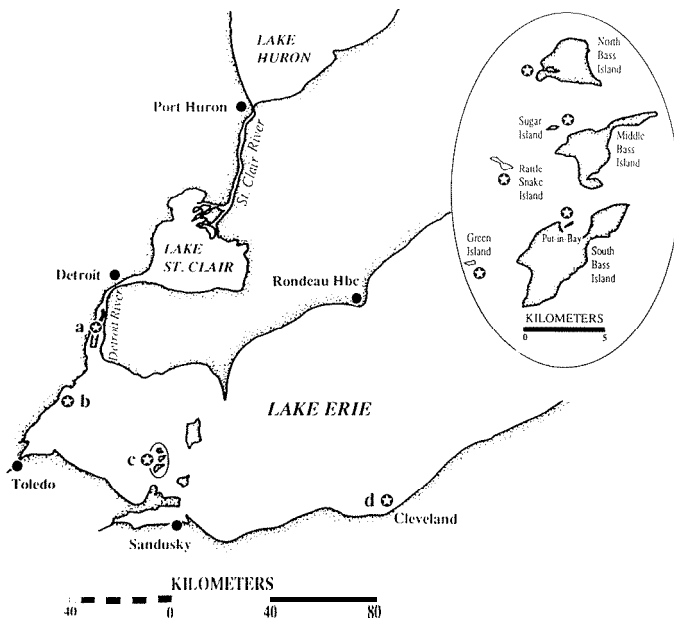 LAKE
HURON
Port Huron
St. Clair River
LAKE
ST. CLAIR
Detroit
Detroit River
Rondeau Hbc
a
b
c
d
LAKE ERIE
Toledo
Sandusky
Cleveland
KILOMETERS
40 0 40 80
North
Bass
Island
Sugar
Island
Middle
Bass
Island
Rattle
Snake
Island
Put-in-Bay
Green
Island
South
Bass
Island
KILOMETERS
0 5